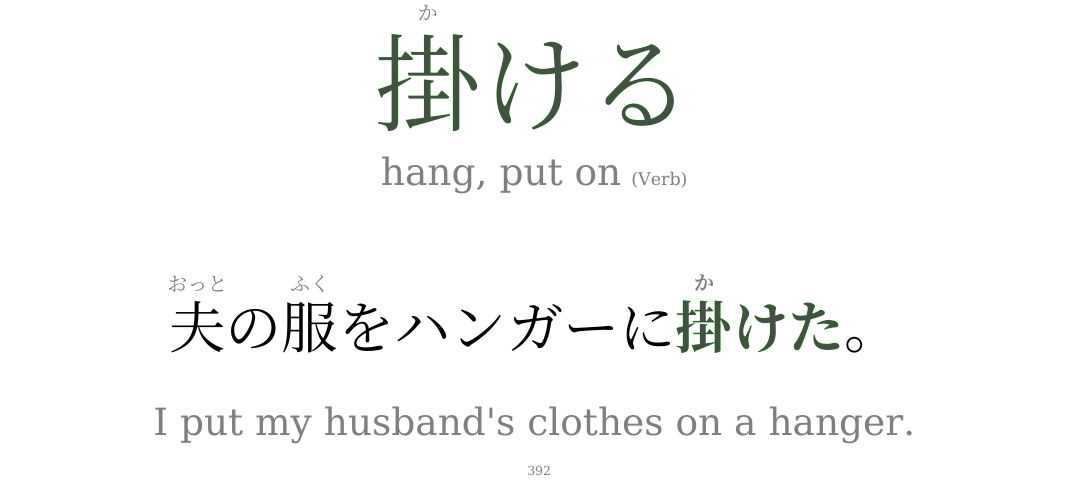 か
掛ける
hang, put on (Verb)
おっと ふく か
夫の服をハンガーに掛けた。
I put my husband's clothes on a hanger.
392